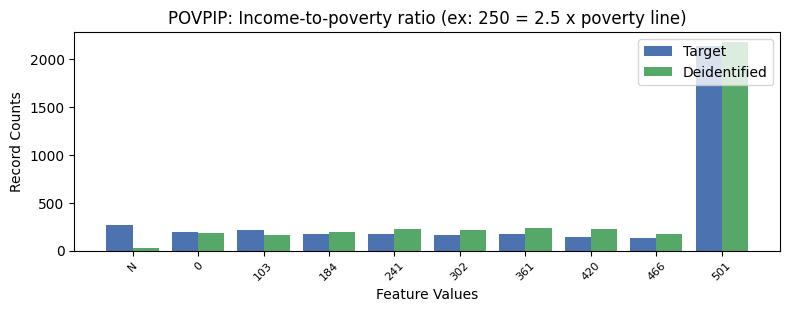 POVPIP: Income-to-poverty ratio (ex: 250 = 2.5 x poverty line)
Target
Deidentified
Record Counts
2000
1500
1000
500
0
N 0 103 184 241 302 361 420 466 501
Feature Values